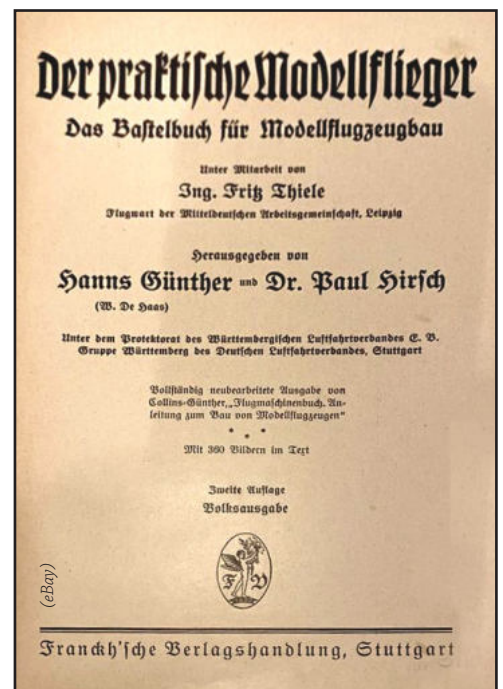 Der praktische Modellflieger
Das Bastelbuch für Modellflugzeugbau
Unter Mitarbeit von
Ing. Fritz Thiele
Flugwart der Mitteldeutschen Arbeitsgemeinschaft, Leipzig
Herausgegeben von
Hanns Günther und Dr. Paul Hirsch
(W. De Haas)
Unter dem Protektorat des Württembergischen Luftfahrtverbandes E. V.
Gruppe Württemberg des Deutschen Luftfahrtverbandes, Stuttgart
Vollständig neubearbeitete Ausgabe von
Collins-Günther, „Flugmaschinenbuch. An-
leitung zum Bau von Modellflugzeugen“
* * *
Mit 360 Bildern im Text
Zweite Auflage
Volksausgabe
F V
Franckh'sche Verlagshandlung, Stuttgart
(eBay)